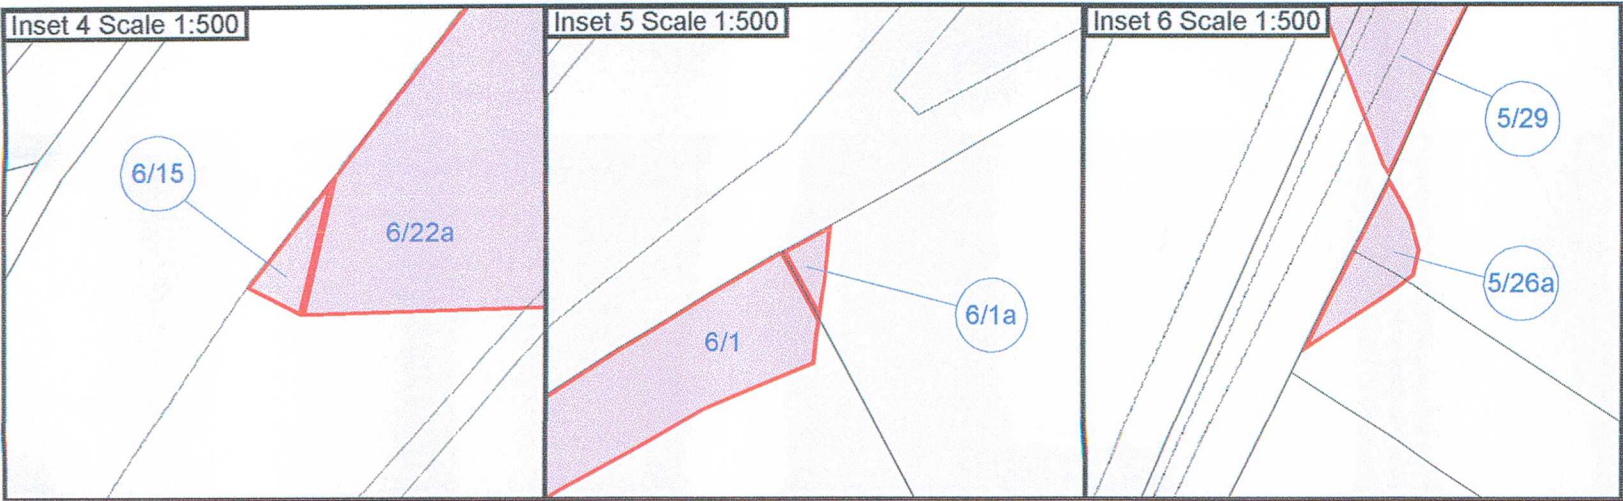 Inset 4 Scale 1:500
6/15
6/22a
Inset 5 Scale 1:500
6/1
6/1a
Inset 6 Scale 1:500
5/29
5/26a